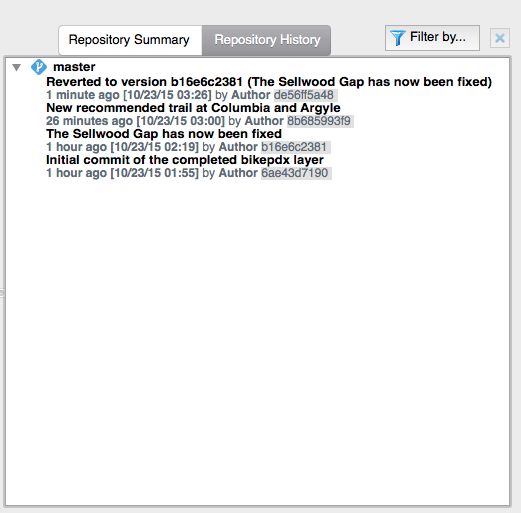 Repository Summary
Repository History
Filter by...
master
Reverted to version b16e6c2381 (The Sellwood Gap has now been fixed)
1 minute ago [10/23/15 03:26] by Author de56ff5a48
New recommended trail at Columbia and Argyle
26 minutes ago [10/23/15 03:00] by Author 8b685993f9
The Sellwood Gap has now been fixed
1 hour ago [10/23/15 02:19] by Author b16e6c2381
Initial commit of the completed bikepdx layer
1 hour ago [10/23/15 01:55] by Author 6ae43d7190